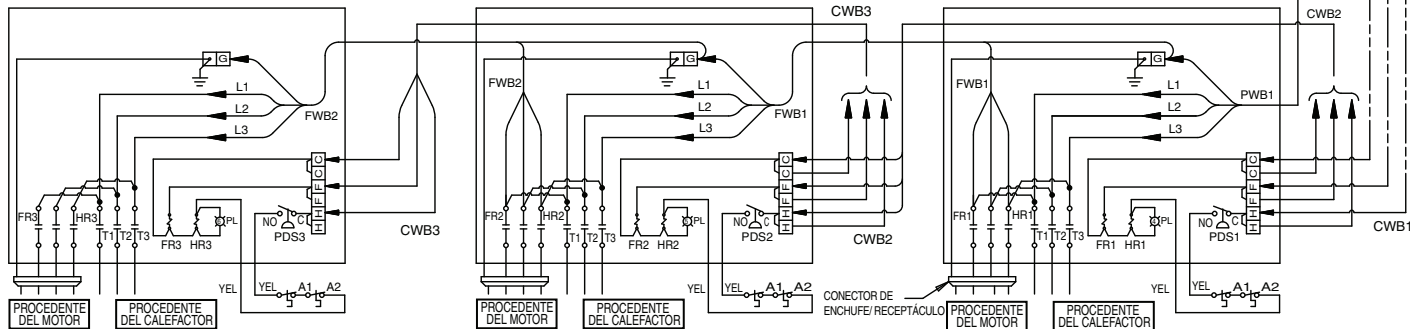 CWB3
CWB2
G
L1
L2
L3
FWB2
C
C
F
F
H
H
FR3
HR3
T1
T2
T3
FR3
HR3
PL
NO
C
PDS3
CWB3
YEL
YEL
A1
A2
PROCEDENTE
DEL MOTOR
PROCEDENTE
DEL CALEFACTOR
FWB2
G
L1
L2
L3
FWB1
C
C
F
F
H
H
FR2
HR2
T1
T2
T3
FR2
HR2
PL
NO
C
PDS2
CWB2
YEL
YEL
A1
A2
PROCEDENTE
DEL MOTOR
PROCEDENTE
DEL CALEFACTOR
CONECTOR DE
ENCHUFE/ RECEPTÁCULO
FWB1
G
L1
L2
L3
PWB1
C
C
F
F
H
H
FR1
HR1
T1
T2
T3
FR1
HR1
PL
NO
C
PDS1
CWB1
YEL
YEL
A1
A2
PROCEDENTE
DEL MOTOR
PROCEDENTE
DEL CALEFACTOR